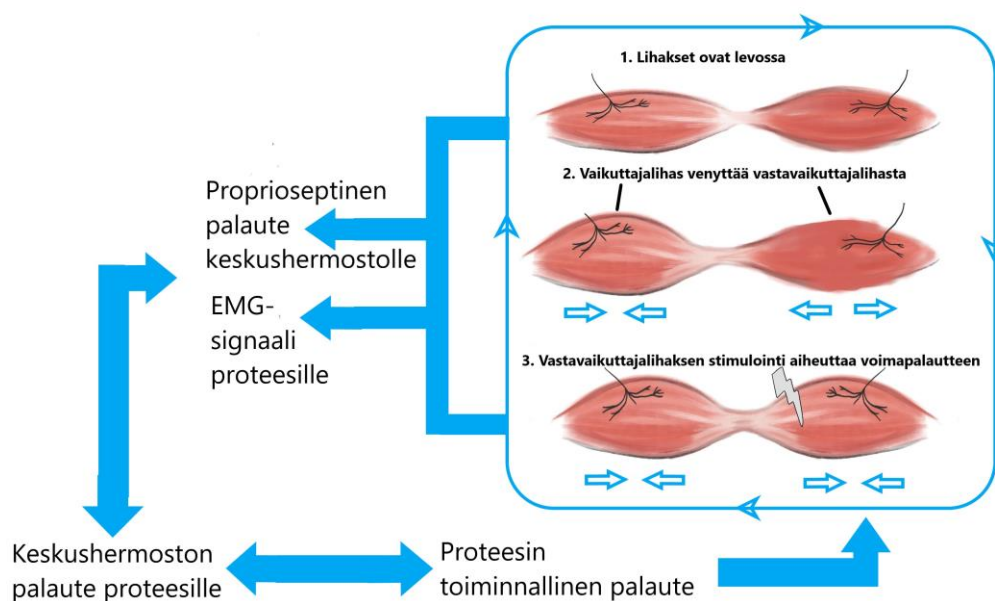 1. Lihakset ovat levossa
2. Vaikuttajalihas venyttää vastavaikuttajalihasta
3. Vastavaikuttajalihaksen stimulointi aiheuttaa voimapalautteen
Proprioseptinen
palaute
keskushermostolle
EMG-
signaali
proteesille
Keskushermoston
palaute proteesille
Proteesin
toiminnallinen palaute